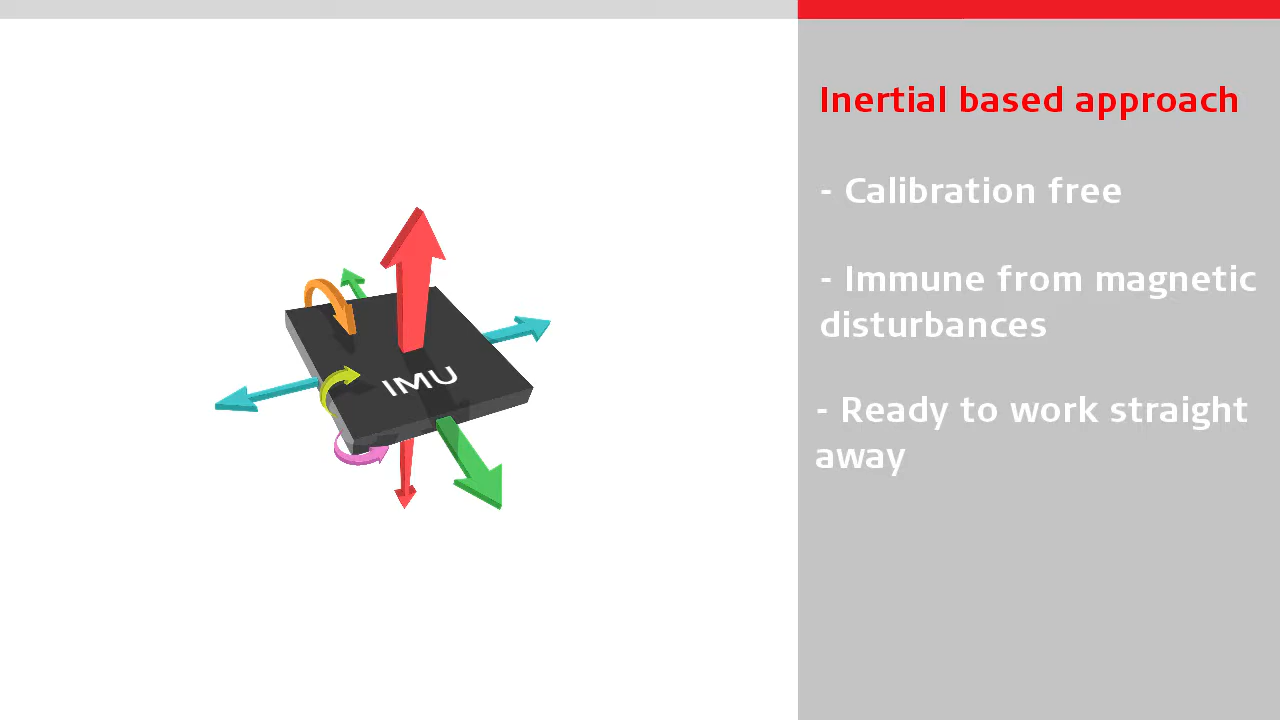 Inertial based approach
- Calibration free
- Immune from magnetic
disturbances
- Ready to work straight
away
IMU